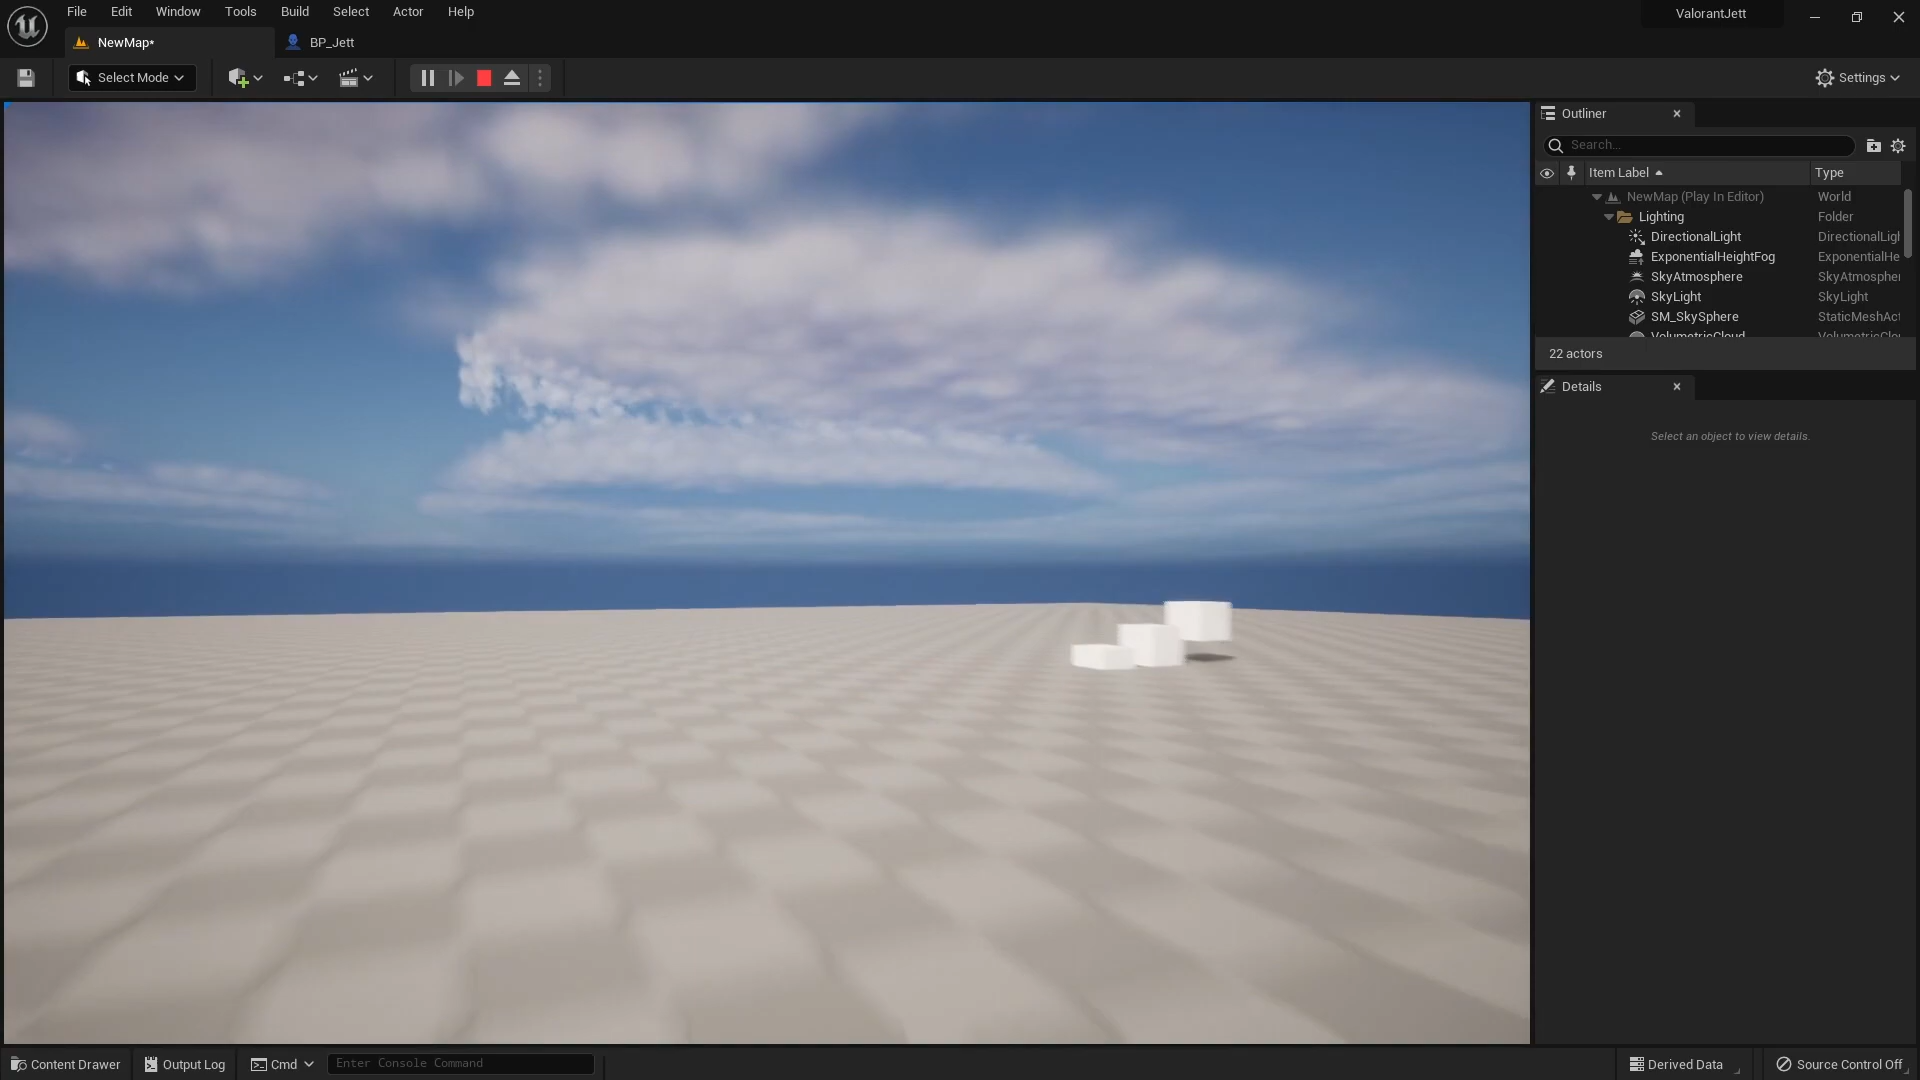 File Edit Window Tools Build Select Actor Help
ValorantJett
NewMap*
BP_Jett
Select Mode
Settings
Outliner
Search...
Item Label Type
NewMap (Play In Editor) World
Lighting Folder
DirectionalLight DirectionalLigh
ExponentialHeightFog ExponentialHe
SkyAtmosphere SkyAtmospher
SkyLight SkyLight
SM_SkySphere StaticMeshAct
VolumetricCloud VolumetricClou
22 actors
Details
Select an object to view details.
Content Drawer Output Log Cmd Enter Console Command Derived Data Source Control Off